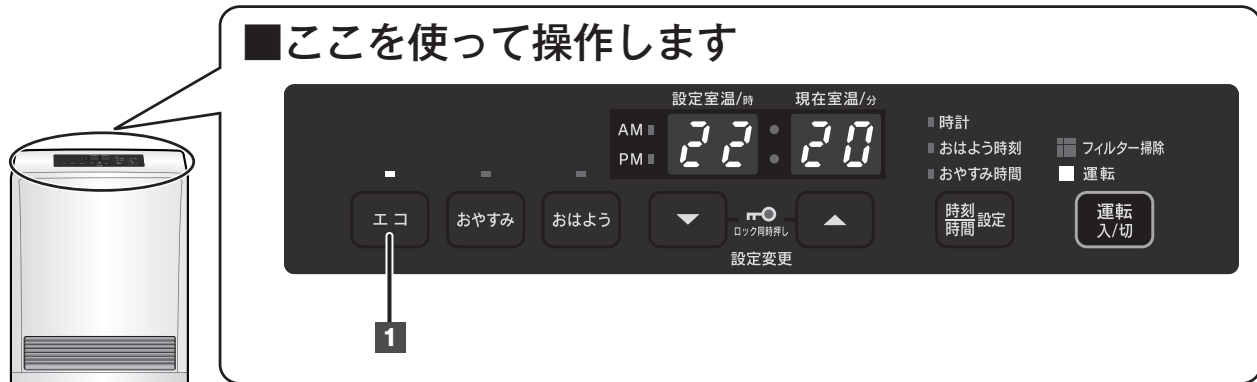 ■ここを使って操作します
設定室温/時 現在室温/分
AM
PM
22:20
時計
おはよう時刻
おやすみ時間
フィルター掃除
運転
エコ
おやすみ
おはよう
▼
ロック同時押し
▲
設定変更
時刻
時間
設定
運転
入/切
1